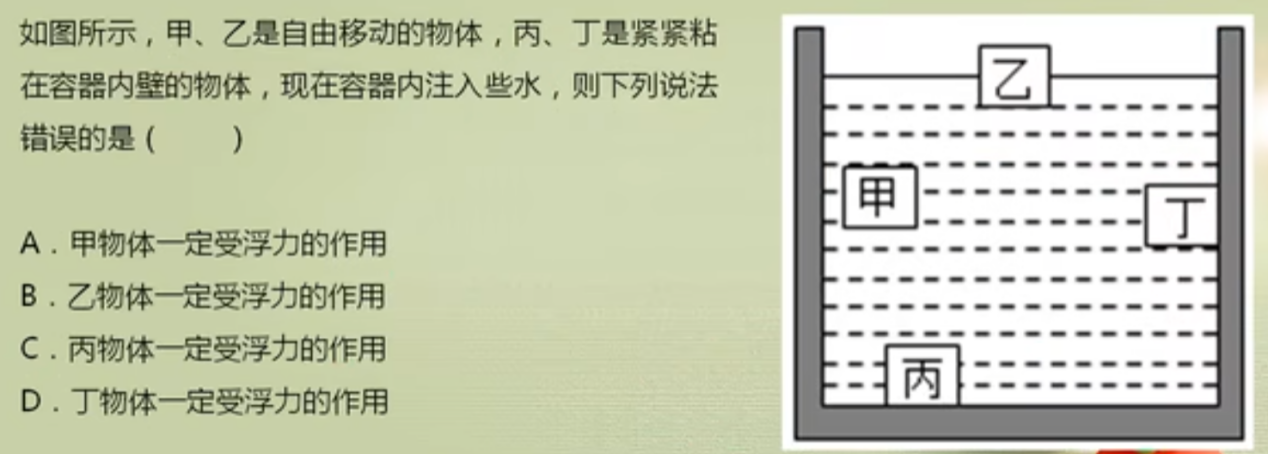 如图所示，甲、乙是自由移动的物体，丙、丁是紧紧粘
在容器内壁的物体，现在容器内注入些水，则下列说法
错误的是（　　）
A．甲物体一定受浮力的作用
B．乙物体一定受浮力的作用
C．丙物体一定受浮力的作用
D．丁物体一定受浮力的作用
乙
甲
丁
丙